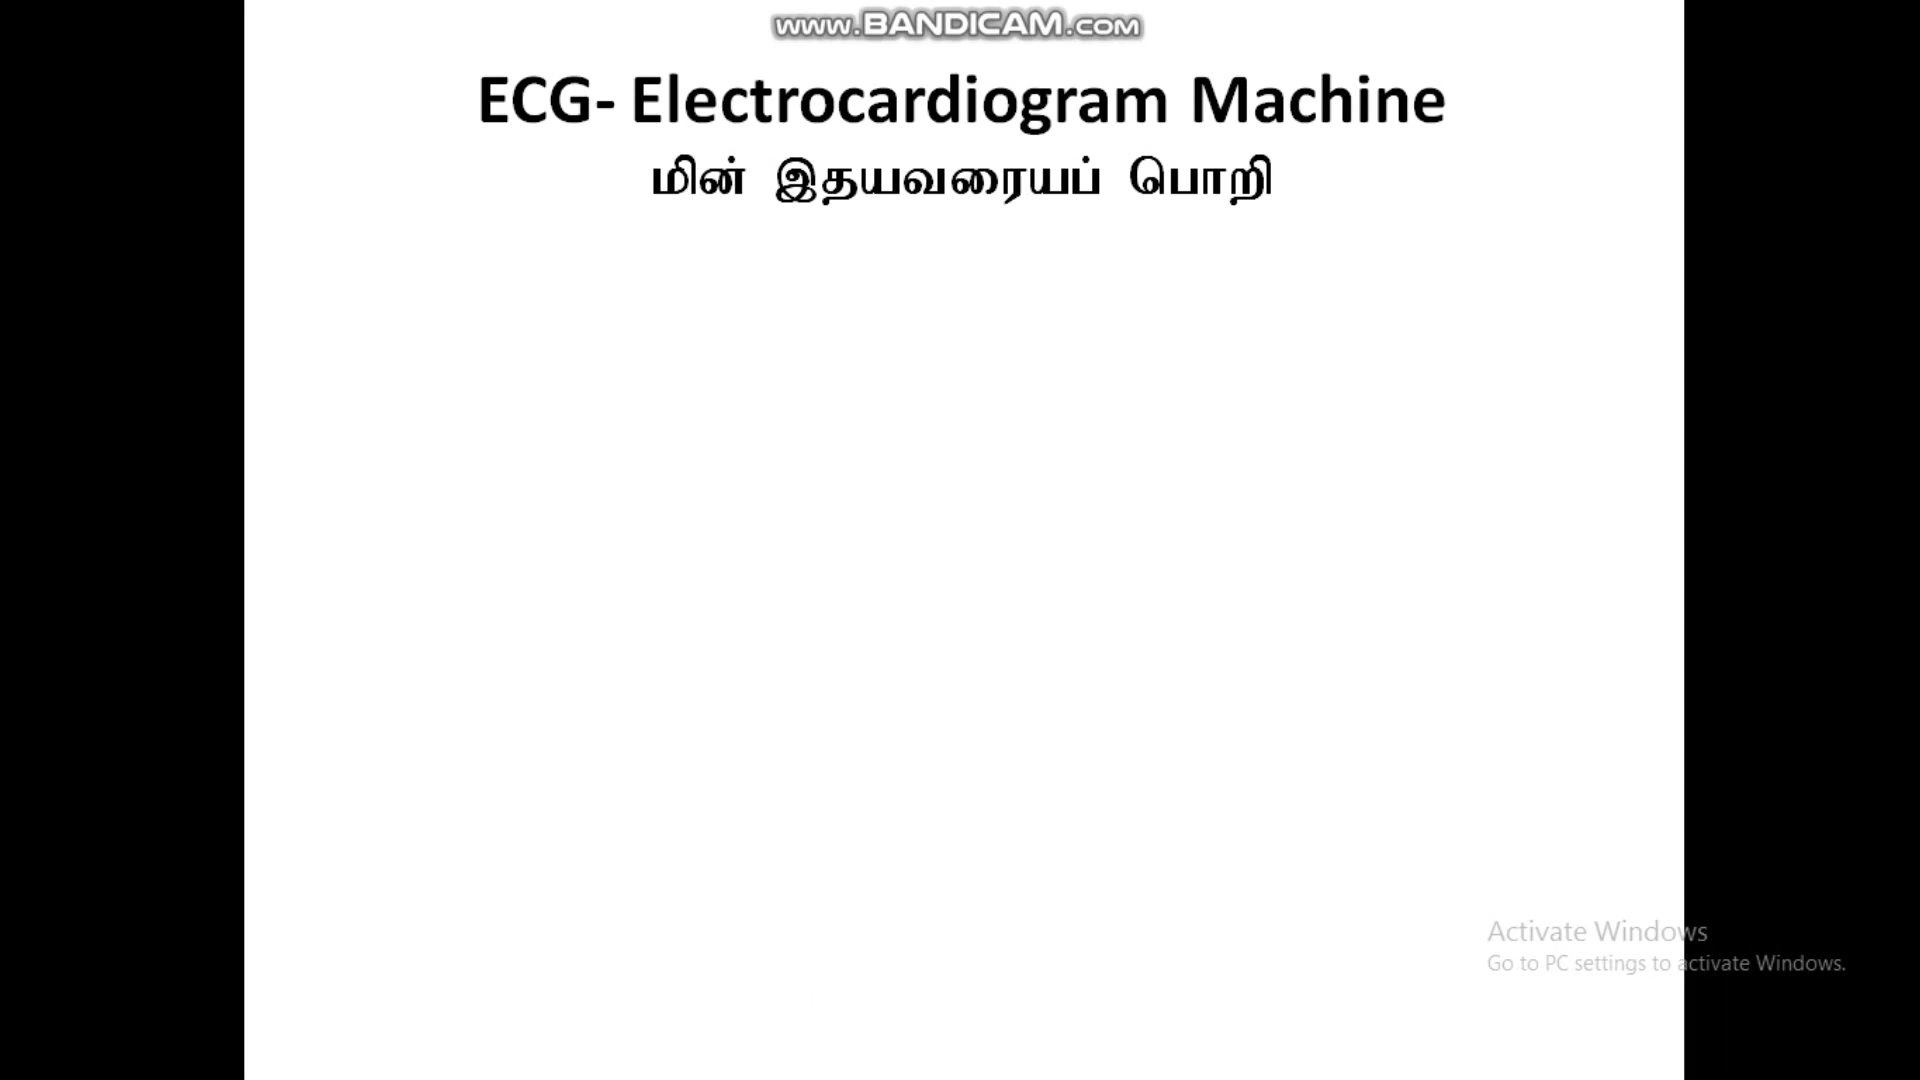 www.BANDICAM.com
ECG- Electrocardiogram Machine
மின் இதயவரையப் பொறி
Activate Windows
Go to PC settings to activate Windows.